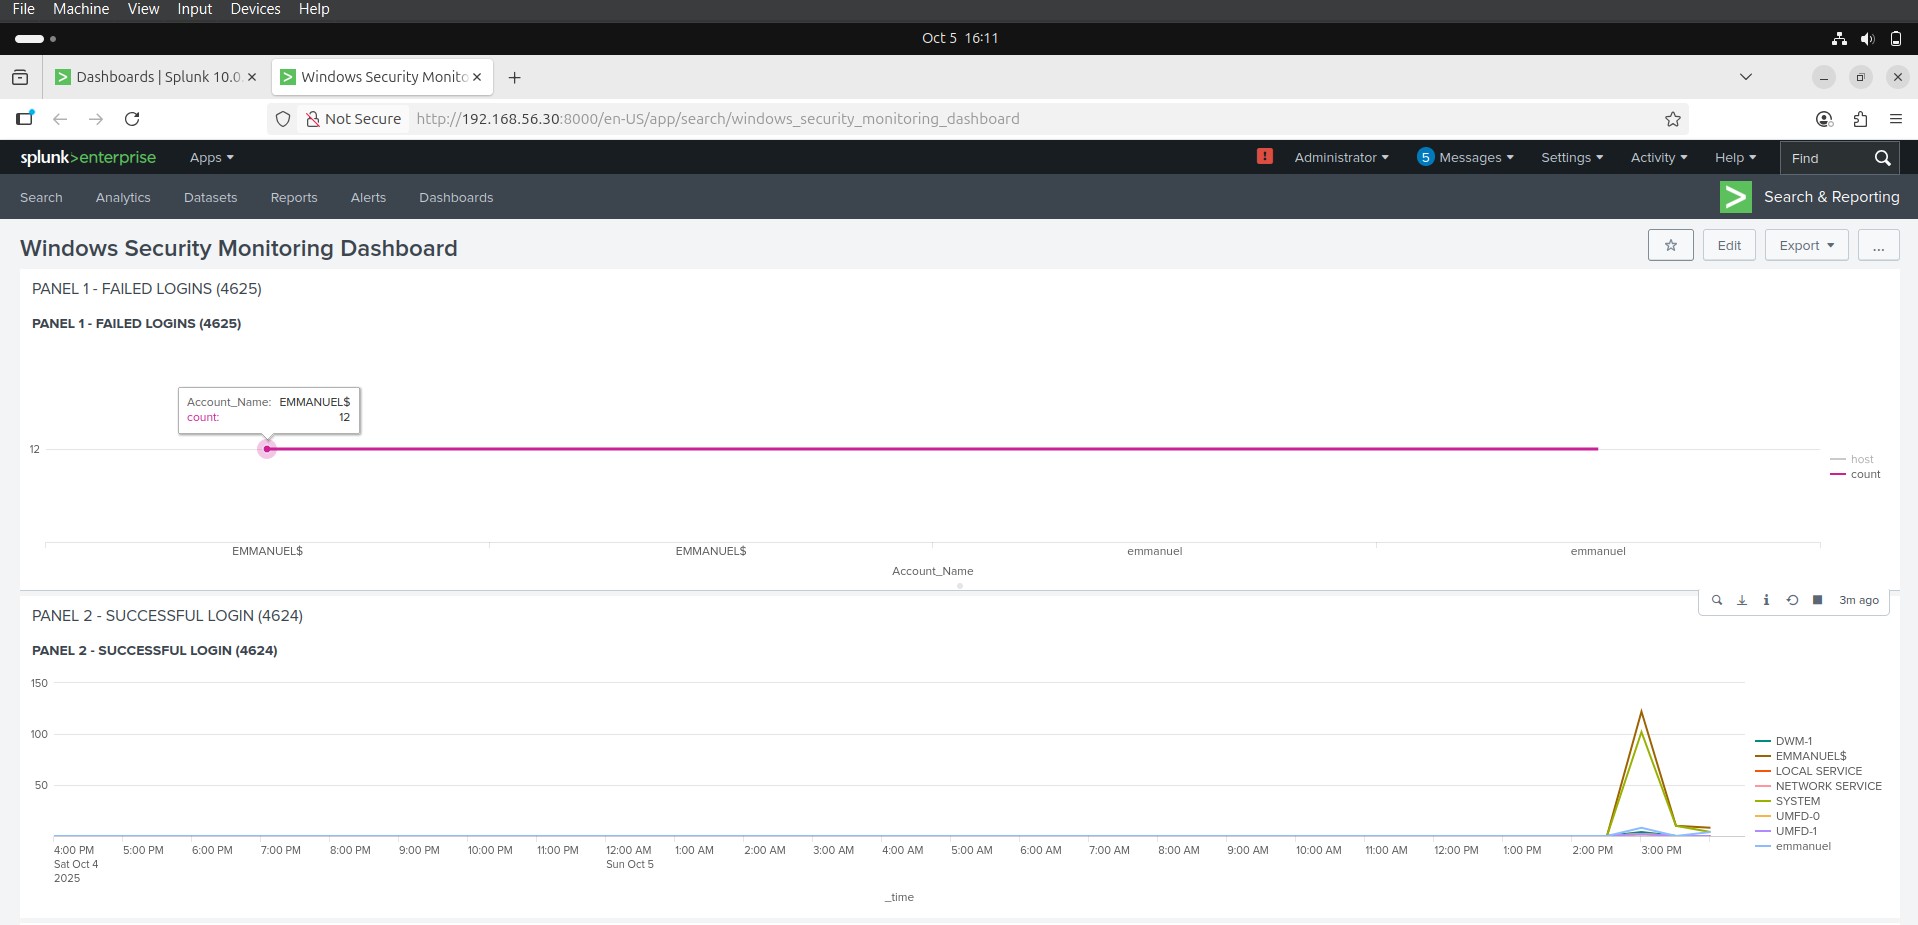 File Machine View Input Devices Help
Oct 5 16:11
Dashboards | Splunk 10.0.
Windows Security Monito
Not Secure http://192.168.56.30:8000/en-US/app/search/windows_security_monitoring_dashboard
splunk>enterprise Apps ! Administrator 5 Messages Settings Activity Help Find
Search Analytics Datasets Reports Alerts Dashboards > Search & Reporting
Windows Security Monitoring Dashboard Edit Export ...
PANEL 1 - FAILED LOGINS (4625)
PANEL 1 - FAILED LOGINS (4625)
Account_Name: EMMANUEL$
count: 12
12
host
count
EMMANUEL$ EMMANUEL$ emmanuel emmanuel
Account_Name
3m ago
PANEL 2 - SUCCESSFUL LOGIN (4624)
PANEL 2 - SUCCESSFUL LOGIN (4624)
150
100
50
DWM-1
EMMANUEL$
LOCAL SERVICE
NETWORK SERVICE
SYSTEM
UMFD-0
UMFD-1
emmanuel
4:00 PM 5:00 PM 6:00 PM 7:00 PM 8:00 PM 9:00 PM 10:00 PM 11:00 PM 12:00 AM 1:00 AM 2:00 AM 3:00 AM 4:00 AM 5:00 AM 6:00 AM 7:00 AM 8:00 AM 9:00 AM 10:00 AM 11:00 AM 12:00 PM 1:00 PM 2:00 PM 3:00 PM
Sat Oct 4 Sun Oct 5
2025
_time